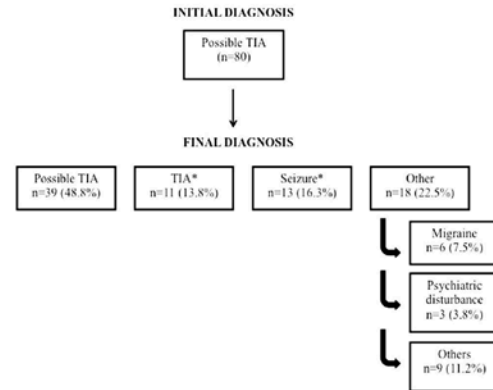 INITIAL DIAGNOSIS
Possible TIA
(n=80)
FINAL DIAGNOSIS
Possible TIA
n=39 (48.8%)
TIA*
n=11 (13.8%)
Seizure*
n=13 (16.3%)
Other
n=18 (22.5%)
Migraine
n=6 (7.5%)
Psychiatric
disturbance
n=3 (3.8%)
Others
n=9 (11.2%)